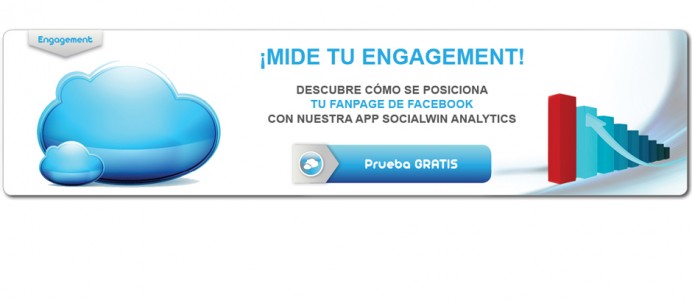 Engagement
¡MIDE TU ENGAGEMENT!
DESCUBRE CÓMO SE POSICIONA
TU FANPAGE DE FACEBOOK
CON NUESTRA APP SOCIALWIN ANALYTICS
Prueba GRATIS